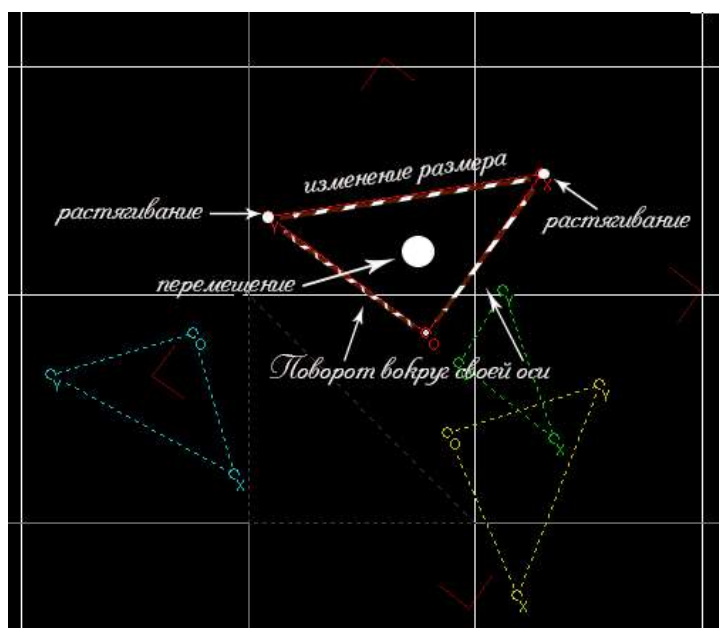 изменение размера
растягивание
X
растягивание
Y
перемещение
Y
O
O
Поворот вокруг своей оси
Y
Y
O
X
X
X